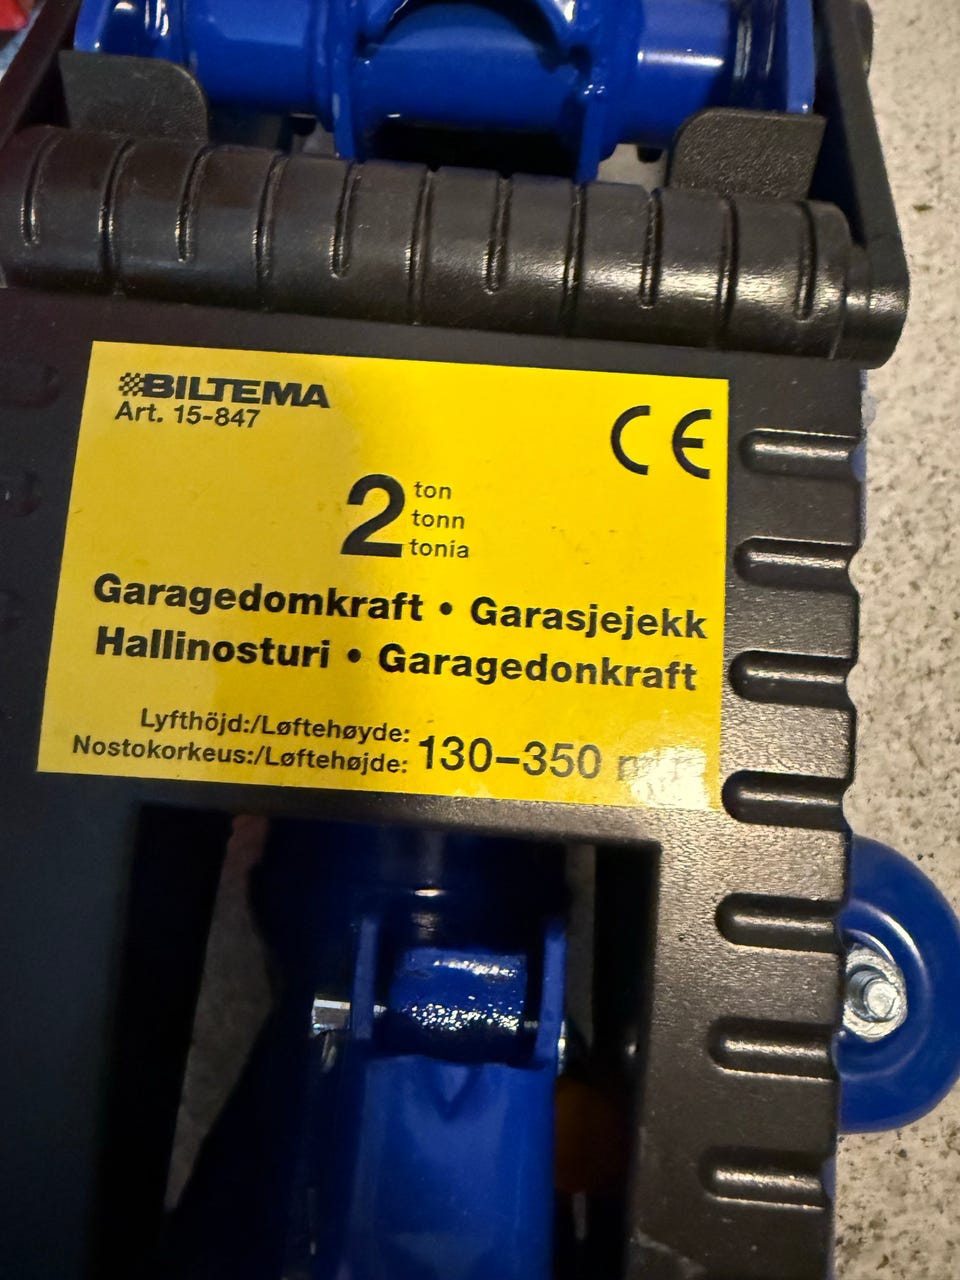 BILTEMA
Art. 15-847
CE
2 ton
tonn
tonia
Garagedomkraft • Garasjejekk
Hallinosturi • Garagedonkraft
Lyfthöjd:/Løftehøyde:
Nostokorkeus:/Løftehøjde: 130–350 mm